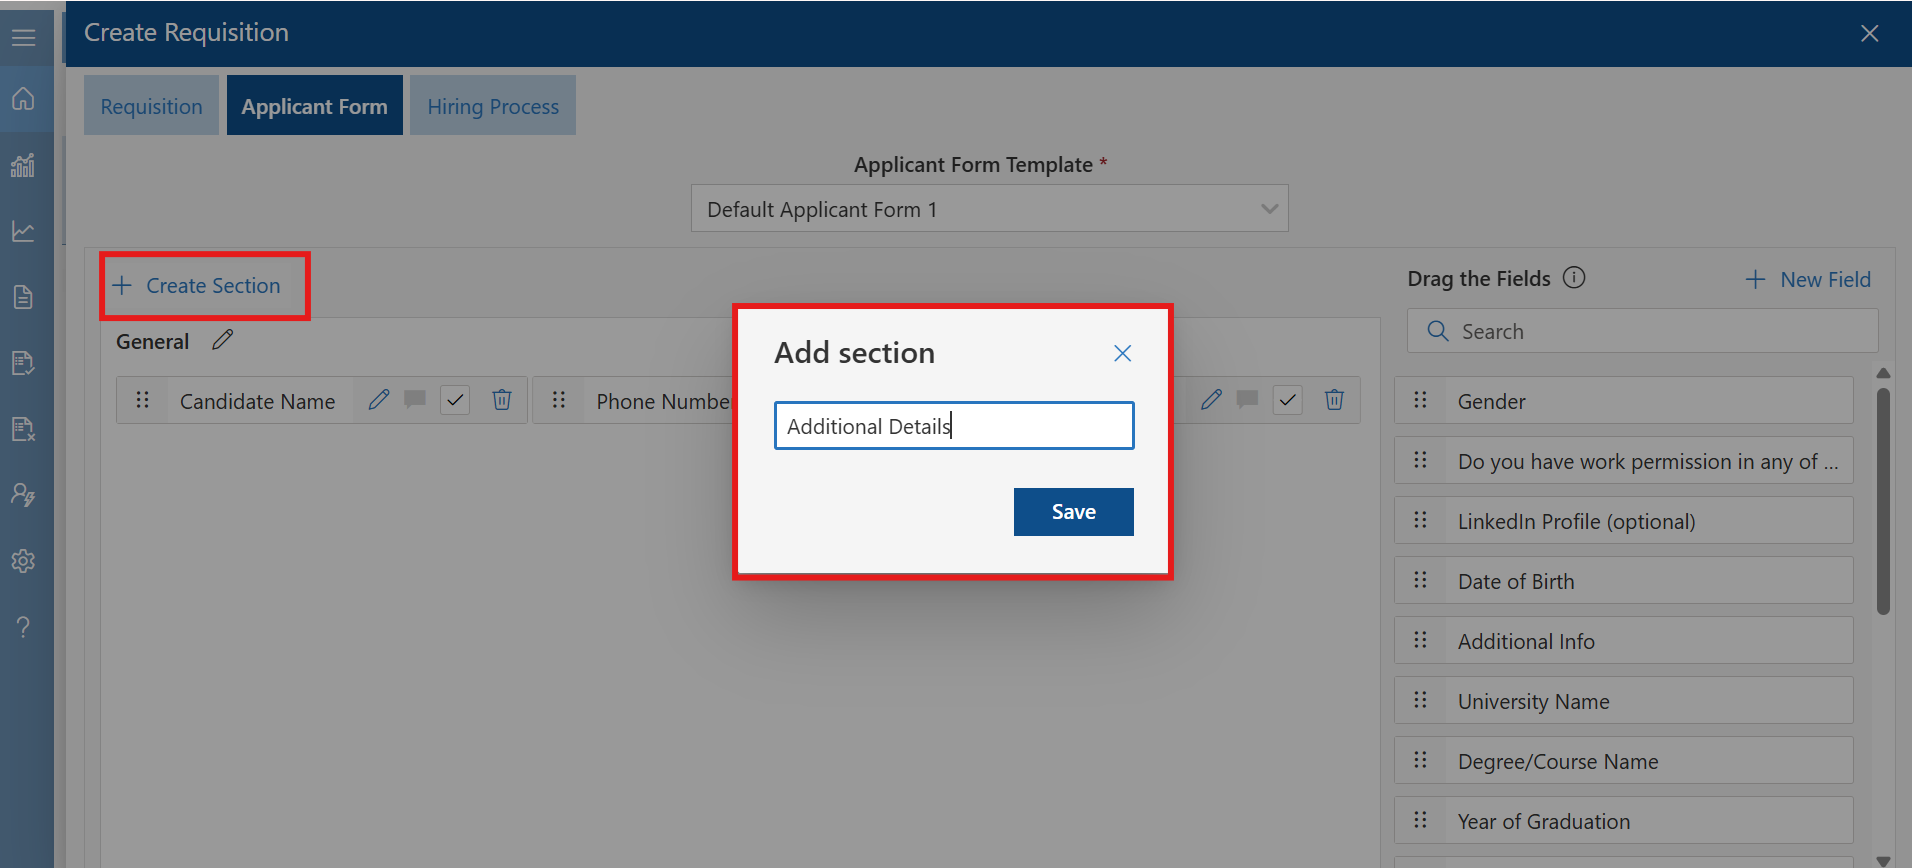 Create Requisition
Requisition
Applicant Form
Hiring Process
Applicant Form Template *
Default Applicant Form 1
Create Section
Drag the Fields
New Field
Search
General
Candidate Name
Phone Numbe
Add section
Additional Details
Save
Gender
Do you have work permission in any of ...
LinkedIn Profile (optional)
Date of Birth
Additional Info
University Name
Degree/Course Name
Year of Graduation